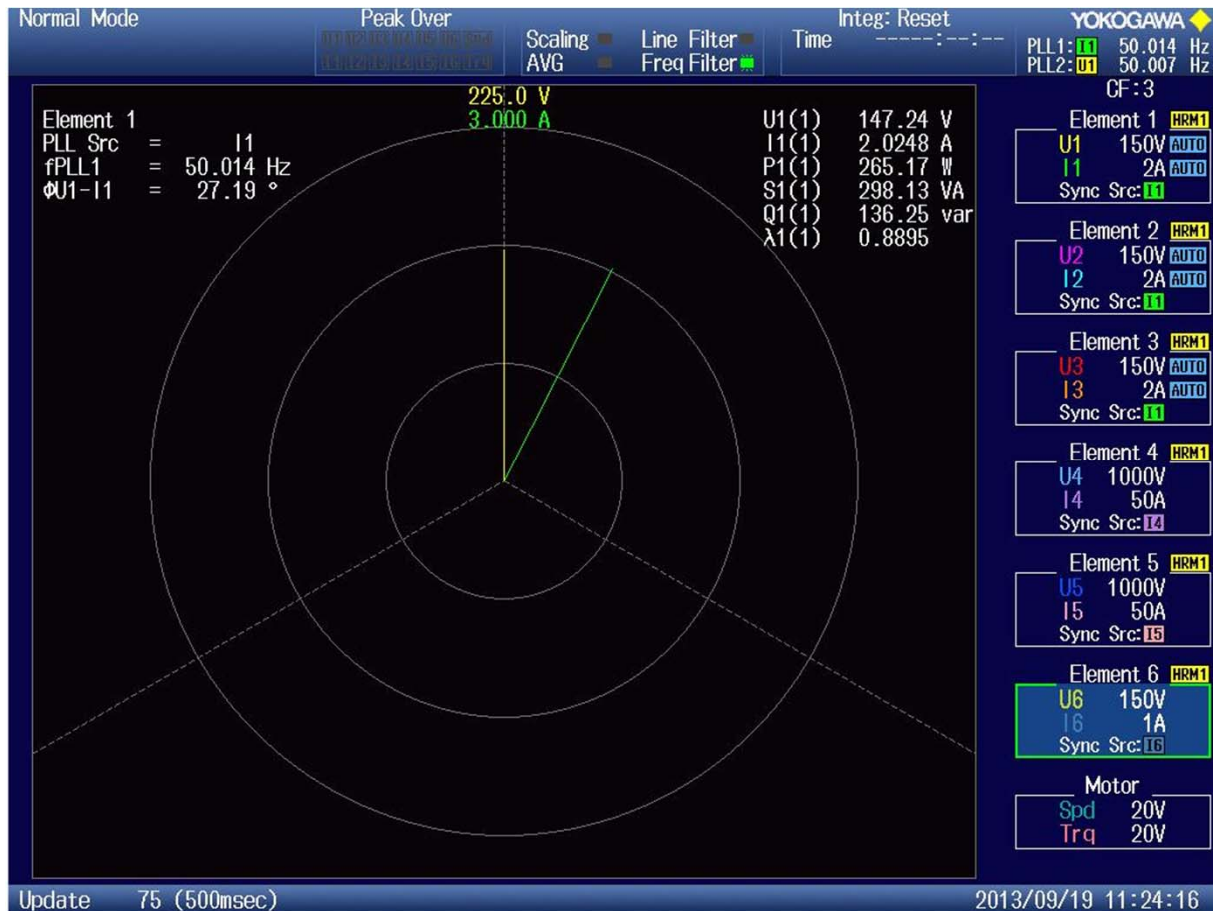 Normal Mode
Peak Over
Integ: Reset
YOKOGAWA
Scaling
Line Filter
Time -----:--:--
PLL1: I1 50.014 Hz
AVG
Freq Filter
PLL2: U1 50.007 Hz
225.0 V
3.000 A
Element 1
PLL Src = I1
fPLL1 = 50.014 Hz
ΦU1-I1 = 27.19 °
U1(1) 147.24 V
I1(1) 2.0248 A
P1(1) 265.17 W
S1(1) 298.13 VA
Q1(1) 136.25 var
λ1(1) 0.8895
CF:3
Element 1 HRM1
U1 150V AUTO
I1 2A AUTO
Sync Src: I1
Element 2 HRM1
U2 150V AUTO
I2 2A AUTO
Sync Src: I1
Element 3 HRM1
U3 150V AUTO
I3 2A AUTO
Sync Src: I1
Element 4 HRM1
U4 1000V
I4 50A
Sync Src: I4
Element 5 HRM1
U5 1000V
I5 50A
Sync Src: I5
Element 6 HRM1
U6 150V
I6 1A
Sync Src: I6
Motor
Spd 20V
Trq 20V
Update 75 (500msec)
2013/09/19 11:24:16